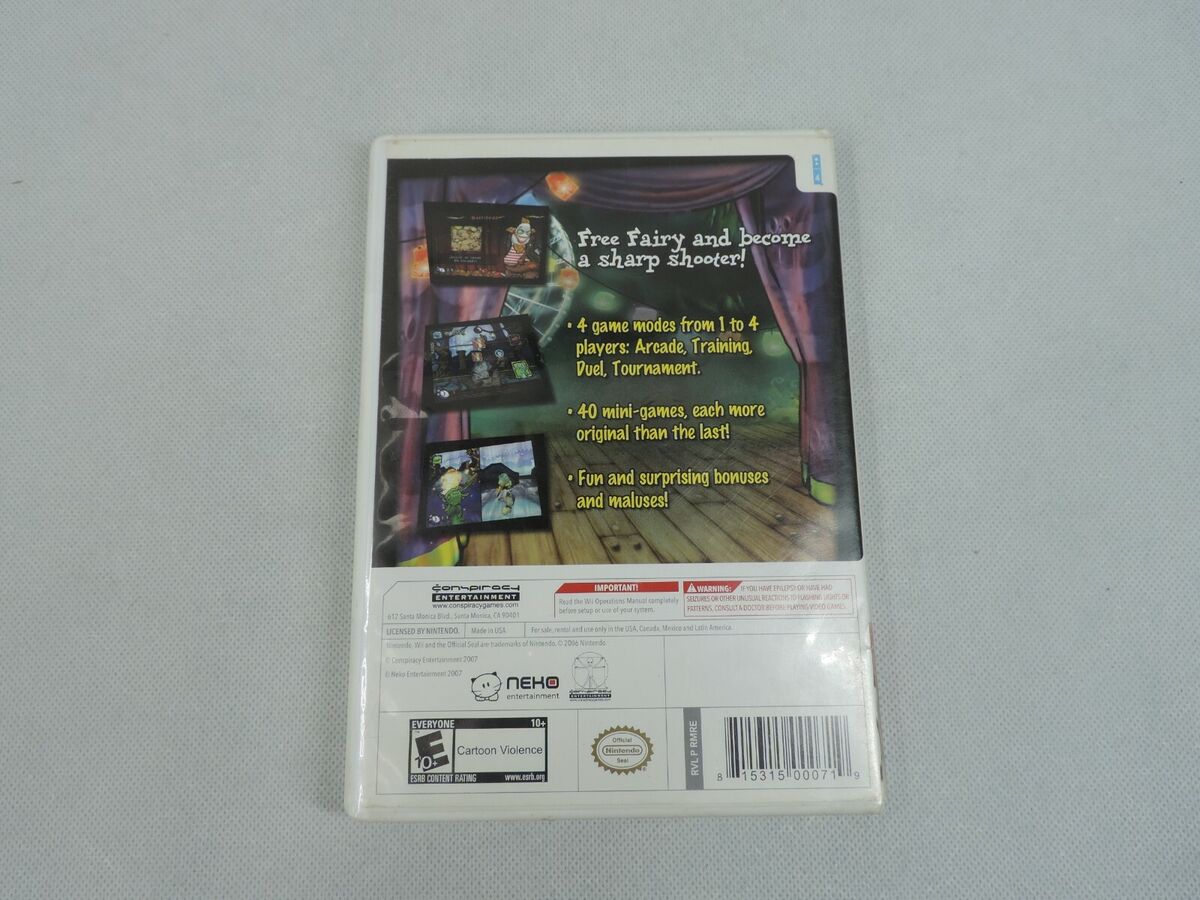 Free Fairy and become
a sharp shooter!
• 4 game modes from 1 to 4
players: Arcade, Training,
Duel, Tournament.
• 40 mini-games, each more
original than the last!
• Fun and surprising bonuses
and maluses!
conspiracy
ENTERTAINMENT
www.conspiracygames.com
612 Santa Monica Blvd., Santa Monica, CA 90401
IMPORTANT!
Read the Wii Operations Manual completely
before setup or use of your system.
WARNING: IF YOU HAVE EPILEPSY OR HAVE HAD
SEIZURES OR OTHER UNUSUAL REACTIONS TO FLASHING LIGHTS OR
PATTERNS, CONSULT A DOCTOR BEFORE PLAYING VIDEO GAMES.
LICENSED BY NINTENDO.
Made in USA
For sale, rental and use only in the USA, Canada, Mexico and Latin America.
Nintendo, Wii and the Official Seal are trademarks of Nintendo. © 2006 Nintendo
© Conspiracy Entertainment 2007
© Neko Entertainment 2007
NEKO
entertainment
conspiracy
ENTERTAINMENT
EVERYONE 10+
E
10+
Cartoon Violence
ESRB CONTENT RATING www.esrb.org
Official
Nintendo
Seal
RVL P RMRE
8 15315 00071 9